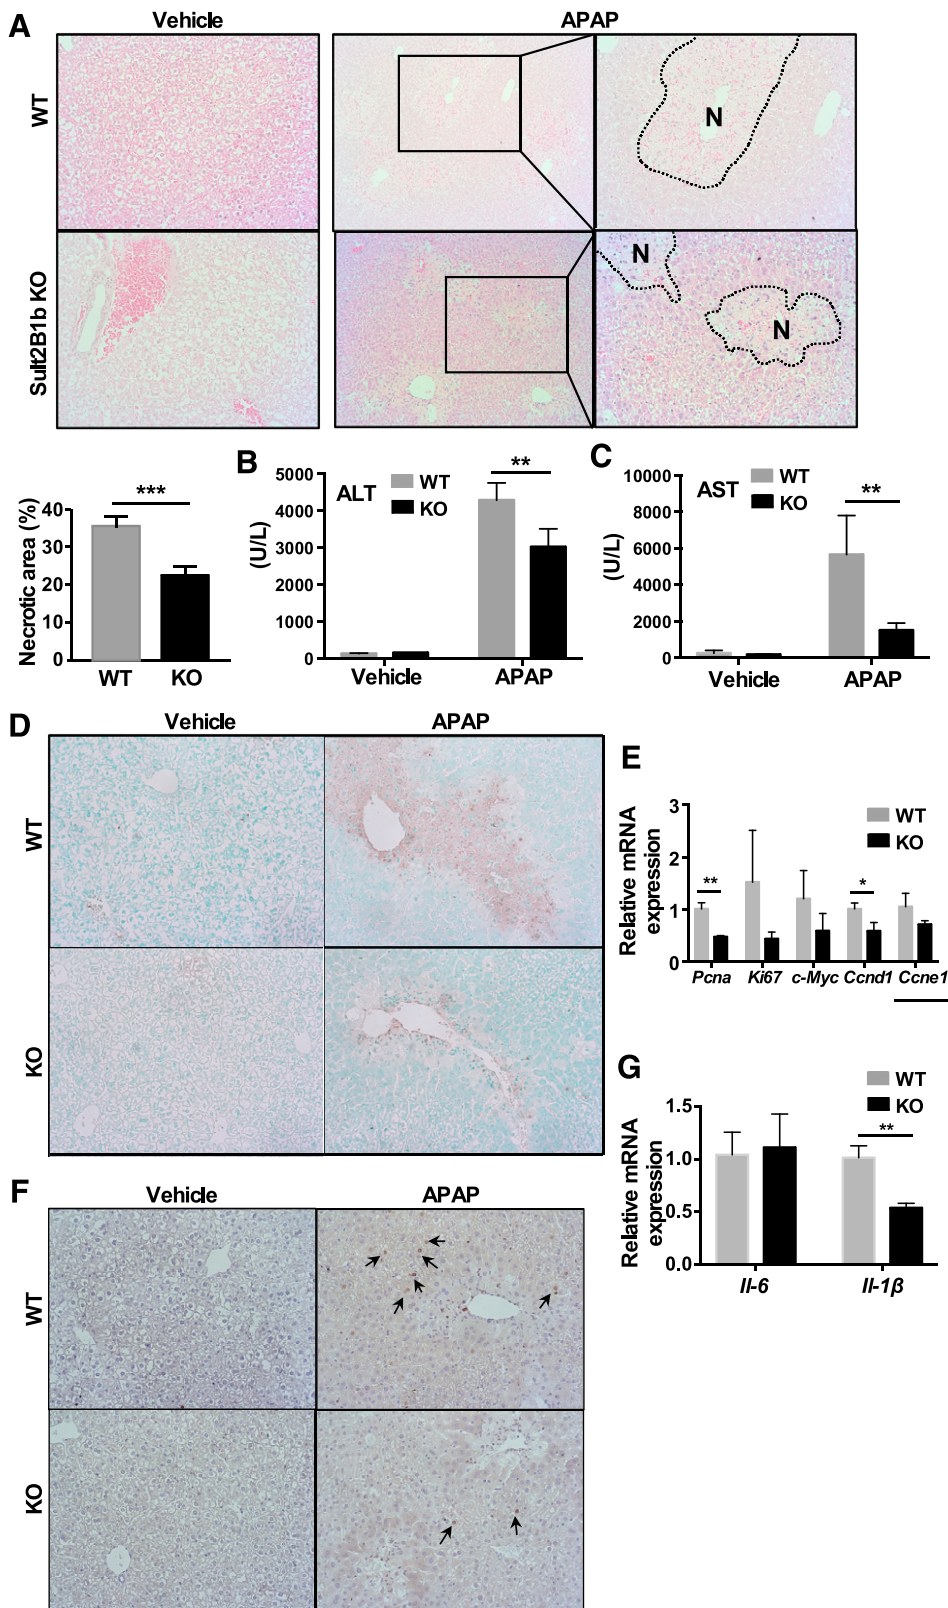 A
Vehicle
APAP
WT
N
Sult2B1b KO
N
N
Necrotic area (%)
40
30
20
10
0
***
WT
KO
B
(U/L)
5000
4000
3000
2000
1000
0
ALT
WT
KO
**
Vehicle
APAP
C
(U/L)
10000
8000
6000
4000
2000
0
AST
WT
KO
**
Vehicle
APAP
D
Vehicle
APAP
WT
KO
E
Relative mRNA
expression
3
2
1
0
WT
KO
**
*
Pcna
Ki67
c-Myc
Ccnd1
Ccne1
F
Vehicle
APAP
WT
KO
G
Relative mRNA
expression
1.5
1.0
0.5
0.0
WT
KO
**
Il-6
Il-1β